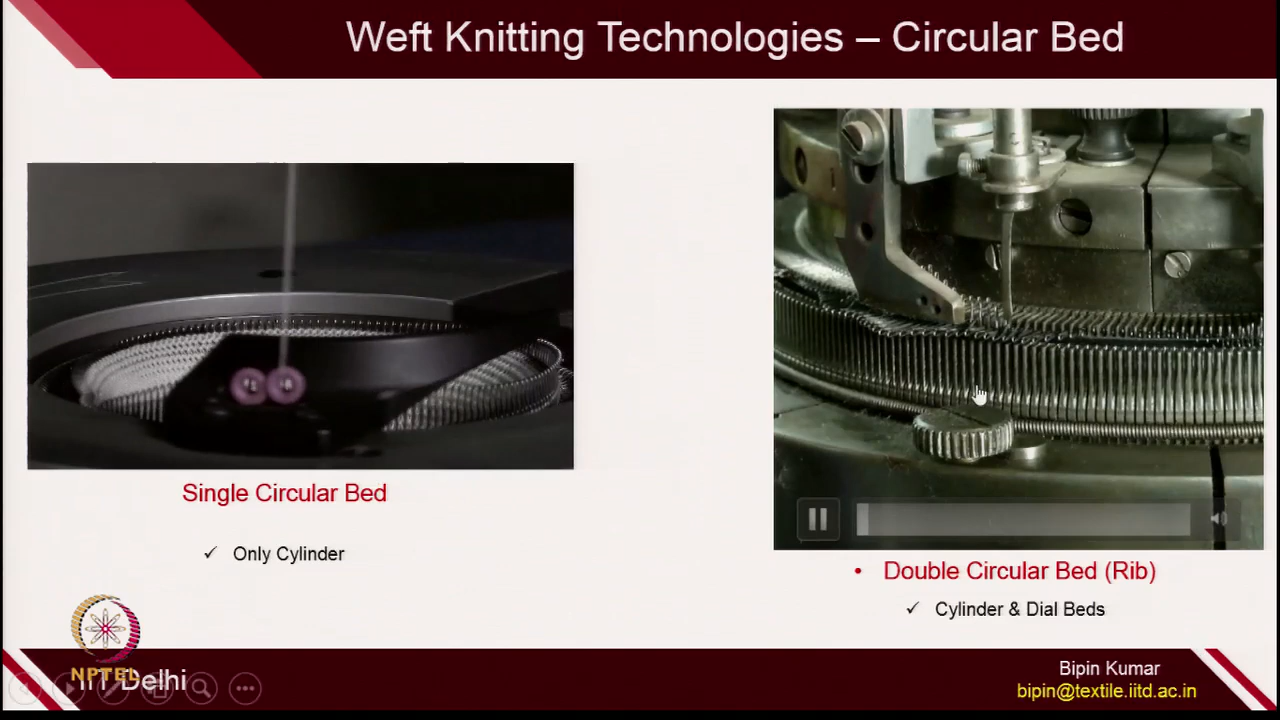 Weft Knitting Technologies – Circular Bed
Single Circular Bed
✓ Only Cylinder
• Double Circular Bed (Rib)
✓ Cylinder & Dial Beds
NPTEL
IIT Delhi
Bipin Kumar
bipin@textile.iitd.ac.in